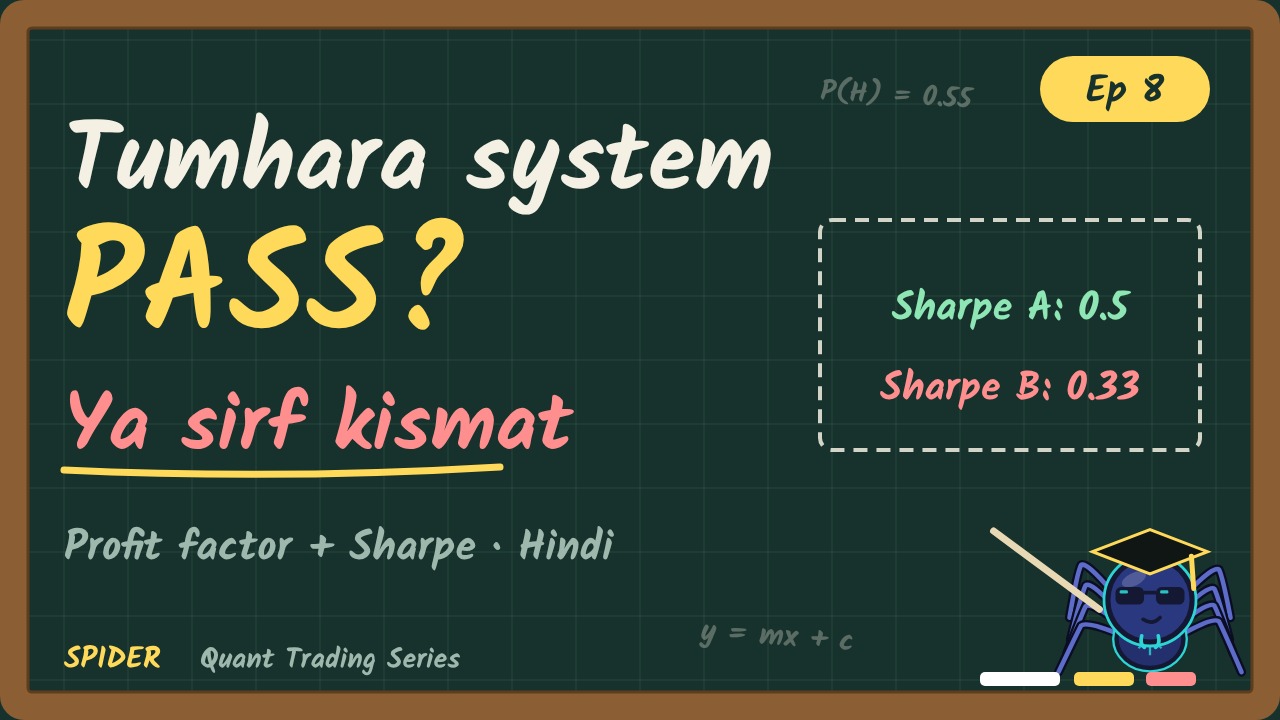 P(H) = 0.55
Ep 8
Tumhara system
PASS?
Ya sirf kismat
Sharpe A: 0.5
Sharpe B: 0.33
Profit factor + Sharpe · Hindi
y = mx + c
SPIDER Quant Trading Series